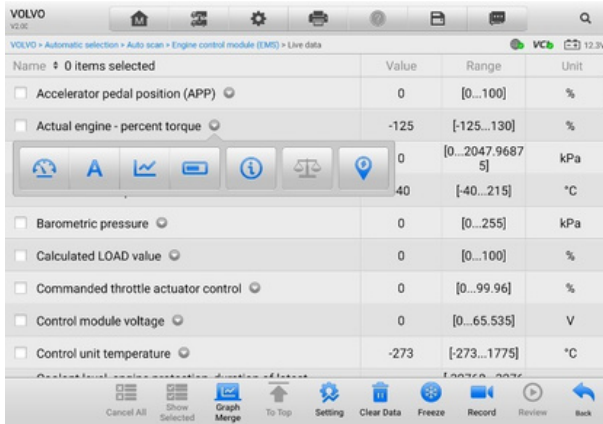 VOLVO
V2.00
VOLVO > Automatic selection > Auto scan > Engine control module (EMS) > Live data
VCI
12.3V
Name 0 items selected Value Range Unit
Accelerator pedal position (APP) 0 [0...100] %
Actual engine - percent torque -125 [-125...130] %
A
0 [0...2047.9687
5] kPa
40 [-40...215] °C
Barometric pressure 0 [0...255] kPa
Calculated LOAD value 0 [0...100] %
Commanded throttle actuator control 0 [0...99.96] %
Control module voltage 0 [0...65.535] V
Control unit temperature -273 [-273...1775] °C
Cancel All
Show
Selected
Graph
Merge
To Top
Setting
Clear Data
Freeze
Record
Review
Back